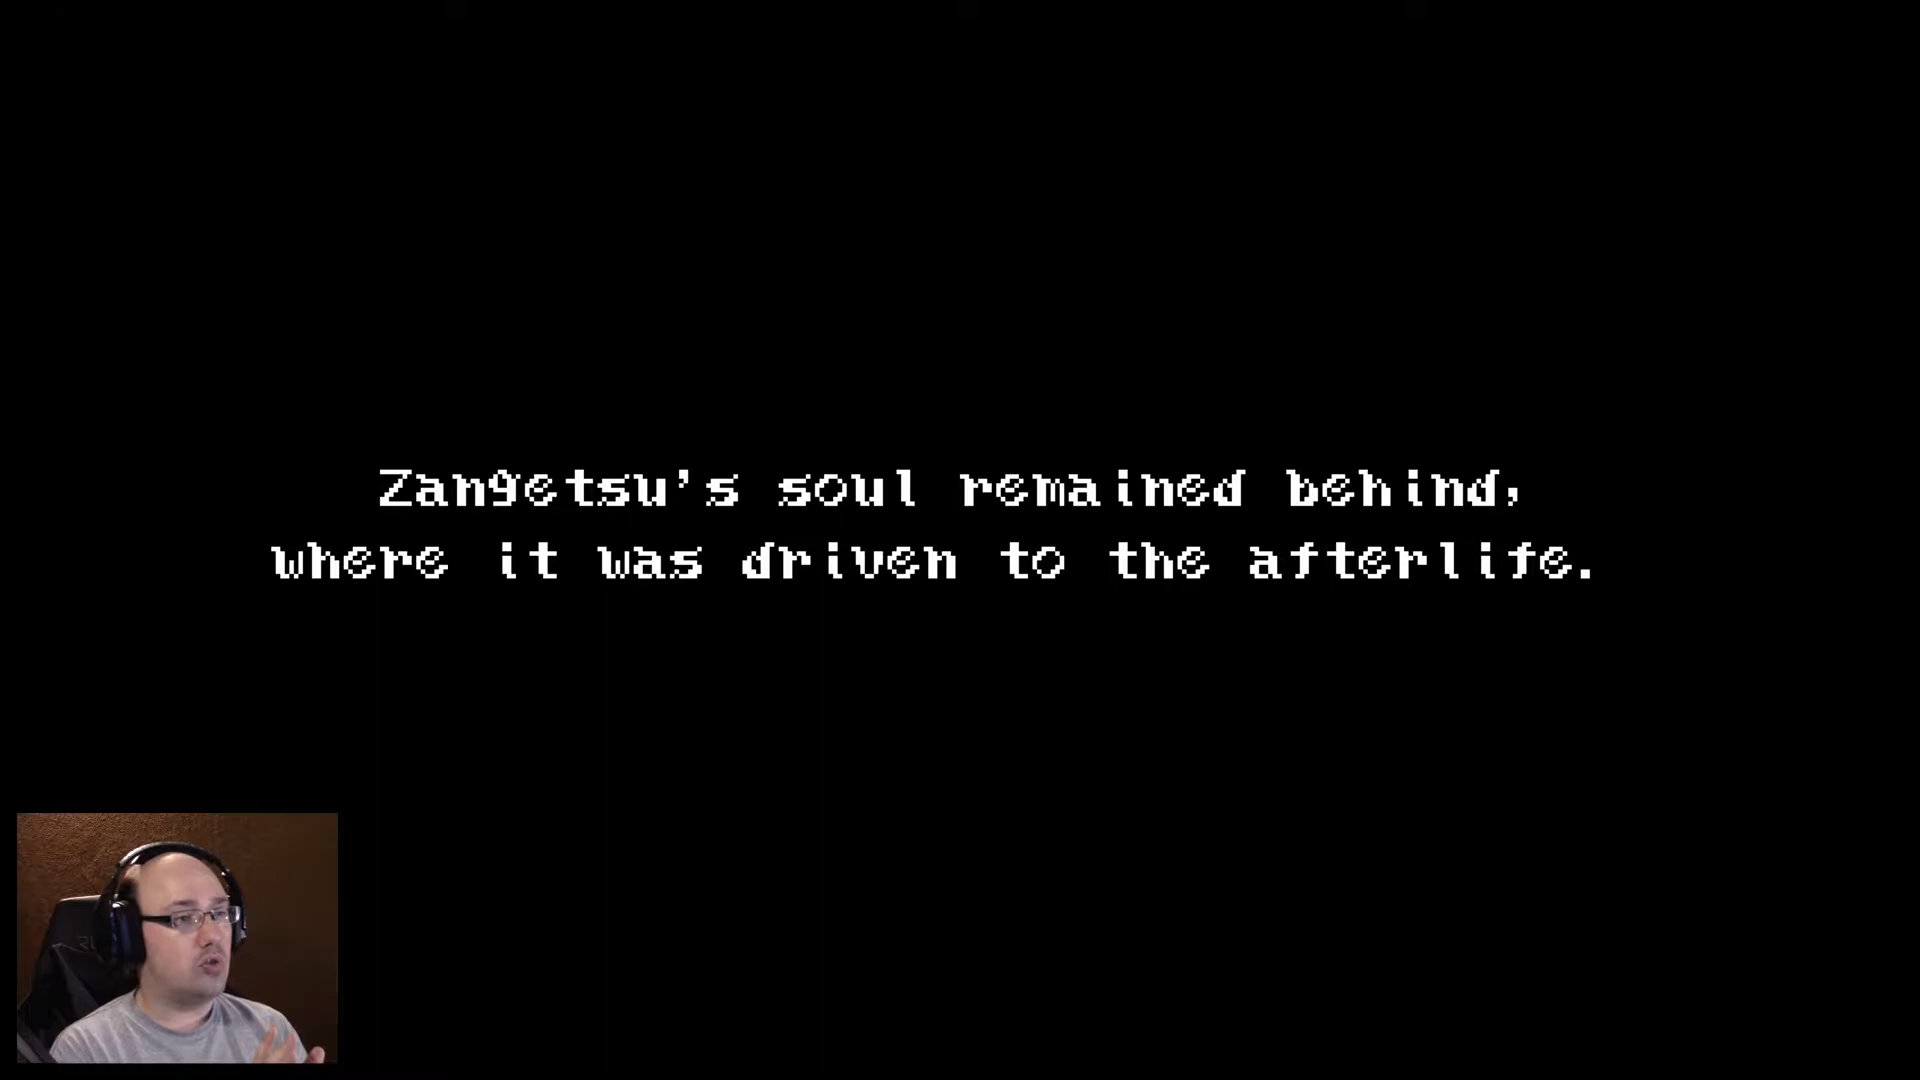 Zangetsu's soul remained behind,
where it was driven to the afterlife.